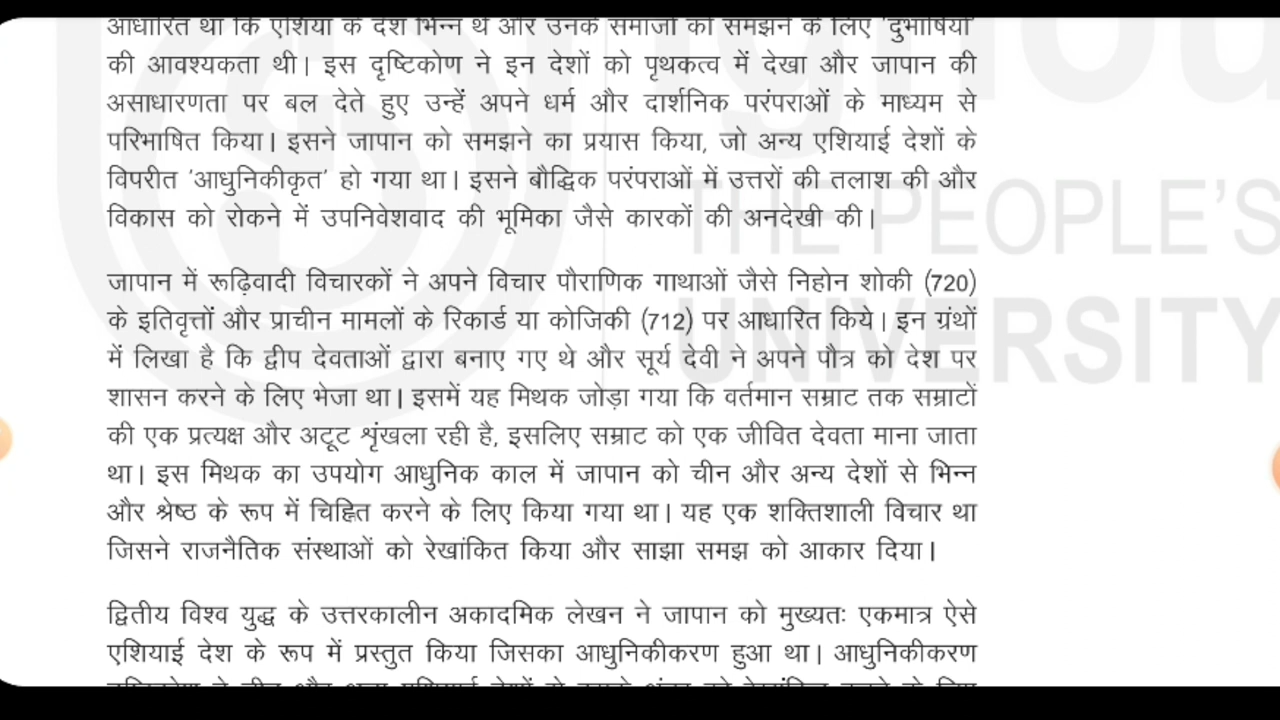 आधारित था कि एशिया के देश भिन्न थे और उनके समाजों को समझने के लिए 'दुभाषियों'
की आवश्यकता थी। इस दृष्टिकोण ने इन देशों को पृथकत्व में देखा और जापान की
असाधारणता पर बल देते हुए उन्हें अपने धर्म और दार्शनिक परंपराओं के माध्यम से
परिभाषित किया। इसने जापान को समझने का प्रयास किया, जो अन्य एशियाई देशों के
विपरीत 'आधुनिकीकृत' हो गया था। इसने बौद्धिक परंपराओं में उत्तरों की तलाश की और
विकास को रोकने में उपनिवेशवाद की भूमिका जैसे कारकों की अनदेखी की।
जापान में रूढ़िवादी विचारकों ने अपने विचार पौराणिक गाथाओं जैसे निहोन शोकी (720)
के इतिवृत्तों और प्राचीन मामलों के रिकार्ड या कोजिकी (712) पर आधारित किये। इन ग्रंथों
में लिखा है कि द्वीप देवताओं द्वारा बनाए गए थे और सूर्य देवी ने अपने पौत्र को देश पर
शासन करने के लिए भेजा था। इसमें यह मिथक जोड़ा गया कि वर्तमान सम्राट तक सम्राटों
की एक प्रत्यक्ष और अटूट शृंखला रही है, इसलिए सम्राट को एक जीवित देवता माना जाता
था। इस मिथक का उपयोग आधुनिक काल में जापान को चीन और अन्य देशों से भिन्न
और श्रेष्ठ के रूप में चिह्नित करने के लिए किया गया था। यह एक शक्तिशाली विचार था
जिसने राजनैतिक संस्थाओं को रेखांकित किया और साझा समझ को आकार दिया।
द्वितीय विश्व युद्ध के उत्तरकालीन अकादमिक लेखन ने जापान को मुख्यतः एकमात्र ऐसे
एशियाई देश के रूप में प्रस्तुत किया जिसका आधुनिकीकरण हुआ था। आधुनिकीकरण
ignou
THE PEOPLE'S
UNIVERSITY